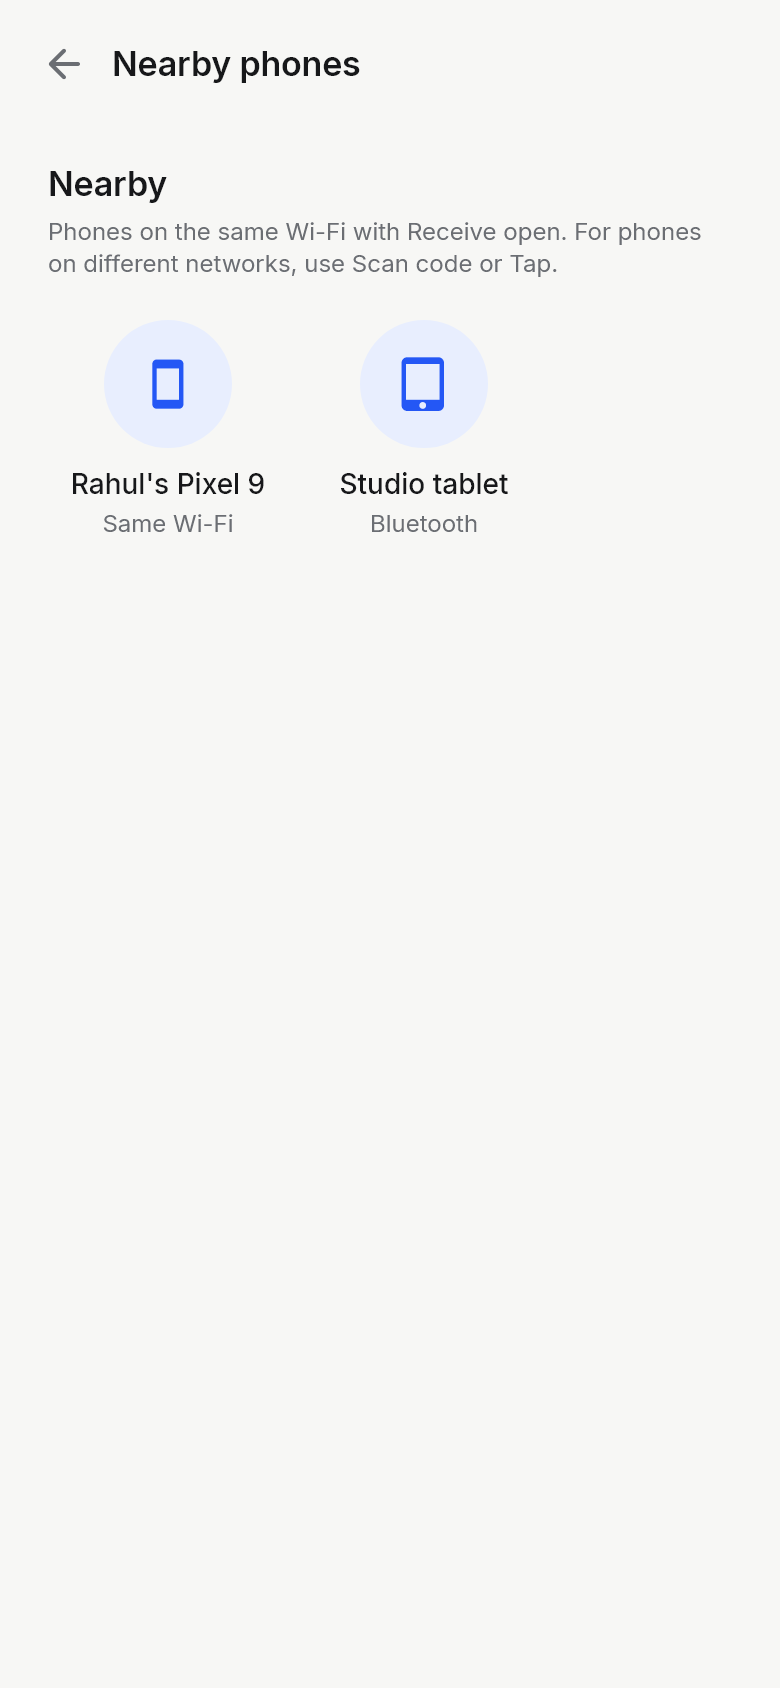 Nearby phones
Nearby
Phones on the same Wi-Fi with Receive open. For phones
on different networks, use Scan code or Tap.
Rahul's Pixel 9
Same Wi-Fi
Studio tablet
Bluetooth